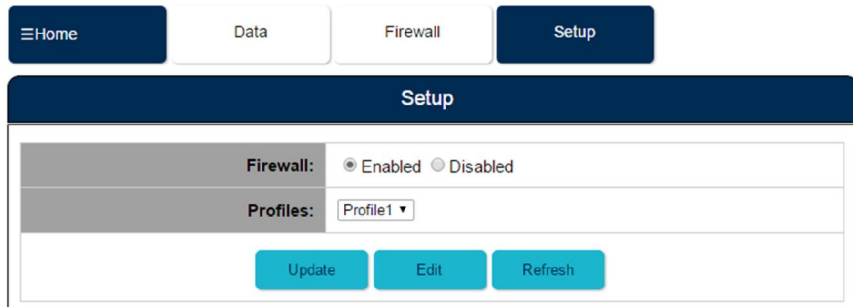 ☰Home Data Firewall Setup
Setup
Firewall: Enabled Disabled
Profiles: Profile1
Update Edit Refresh